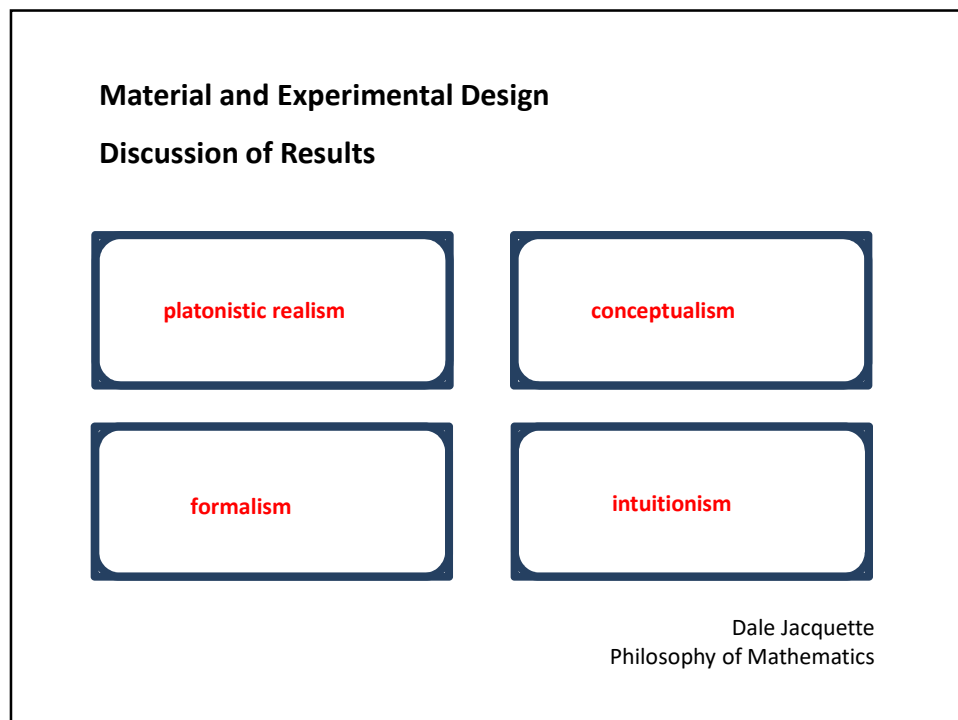 Material and Experimental Design
Discussion of Results
platonistic realism
conceptualism
formalism
intuitionism
Dale Jacquette
Philosophy of Mathematics